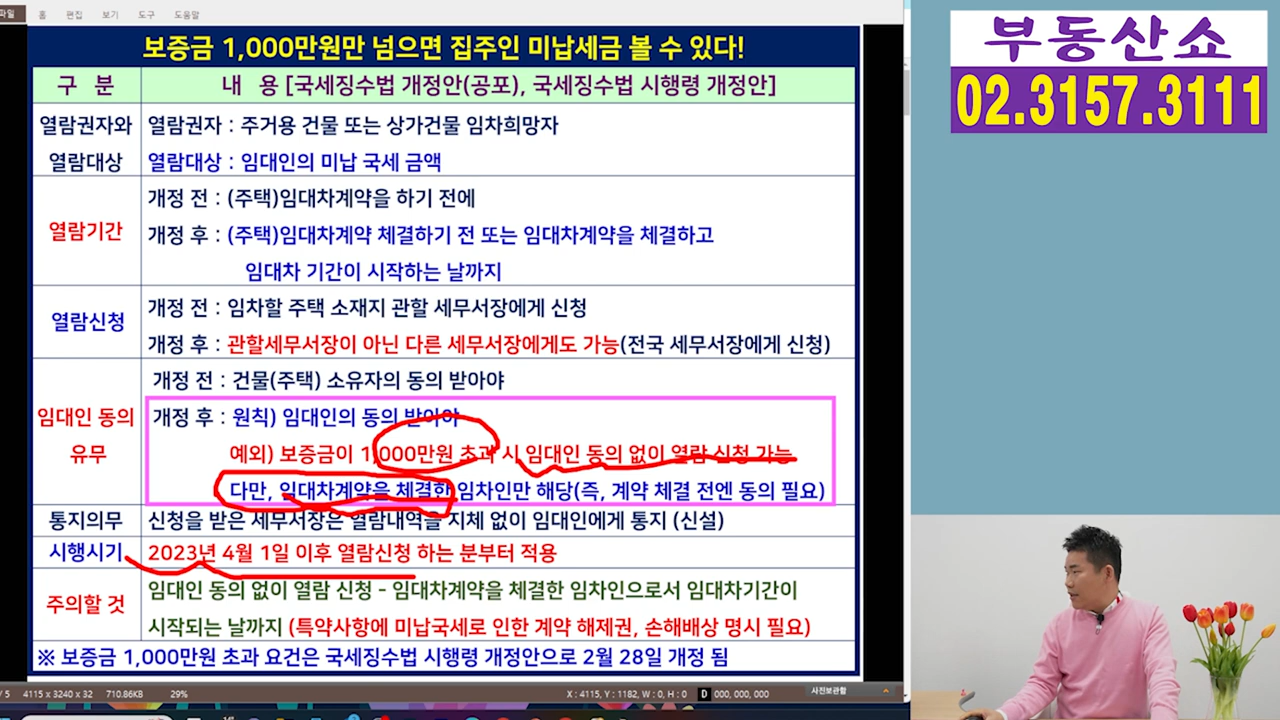 파일 홈 편집 보기 도구 도움말
보증금 1,000만원만 넘으면 집주인 미납세금 볼 수 있다!
구 분 내 용 [국세징수법 개정안(공포), 국세징수법 시행령 개정안]
열람권자와 열람대상
열람권자 : 주거용 건물 또는 상가건물 임차희망자
열람대상 : 임대인의 미납 국세 금액
열람기간
개정 전 : (주택)임대차계약을 하기 전에
개정 후 : (주택)임대차계약 체결하기 전 또는 임대차계약을 체결하고
임대차 기간이 시작하는 날까지
열람신청
개정 전 : 임차할 주택 소재지 관할 세무서장에게 신청
개정 후 : 관할세무서장이 아닌 다른 세무서장에게도 가능(전국 세무서장에게 신청)
임대인 동의
유무
개정 전 : 건물(주택) 소유자의 동의 받아야
개정 후 : 원칙) 임대인의 동의 받아야
예외) 보증금이 1,000만원 초과 시 임대인 동의 없이 열람 신청 가능
다만, 임대차계약을 체결한 임차인만 해당(즉, 계약 체결 전엔 동의 필요)
통지의무 신청을 받은 세무서장은 열람내역을 지체 없이 임대인에게 통지 (신설)
시행시기 2023년 4월 1일 이후 열람신청 하는 분부터 적용
주의할 것
임대인 동의 없이 열람 신청 - 임대차계약을 체결한 임차인으로서 임대차기간이
시작되는 날까지 (특약사항에 미납국세로 인한 계약 해제권, 손해배상 명시 필요)
※ 보증금 1,000만원 초과 요건은 국세징수법 시행령 개정안으로 2월 28일 개정 됨
/ 5 4115 x 3240 x 32 710.86KB 29% X : 4115, Y : 1182, W : 0, H : 0 D 000, 000, 000 사진보관함
부동산쇼
02.3157.3111